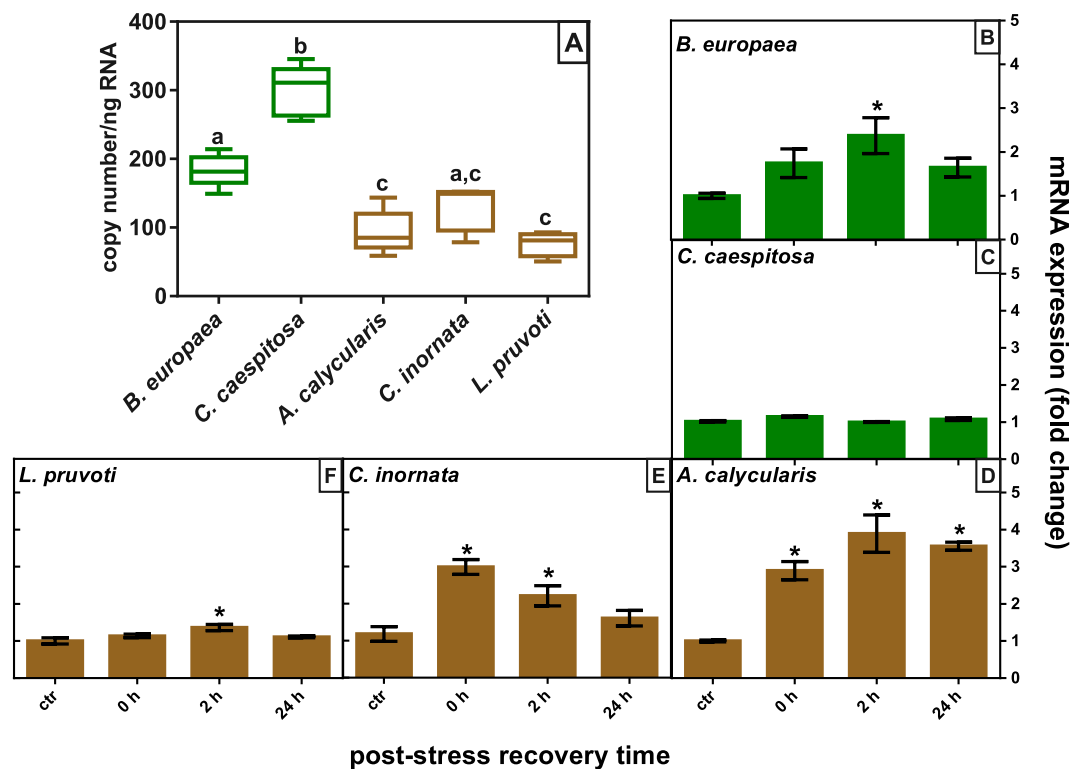 A
copy number/ng RNA
400
300
200
100
0
a
b
c
a,c
c
B. europaea
C. caespitosa
A. calycularis
C. inornata
L. pruvoti
B. europaea
B
*
5
4
3
2
1
0
C. caespitosa
C
5
4
3
2
1
0
L. pruvoti
F
*
ctr
0 h
2 h
24 h
C. inornata
E
*
*
ctr
0 h
2 h
24 h
A. calycularis
D
*
*
*
5
4
3
2
1
0
ctr
0 h
2 h
24 h
mRNA expression (fold change)
post-stress recovery time